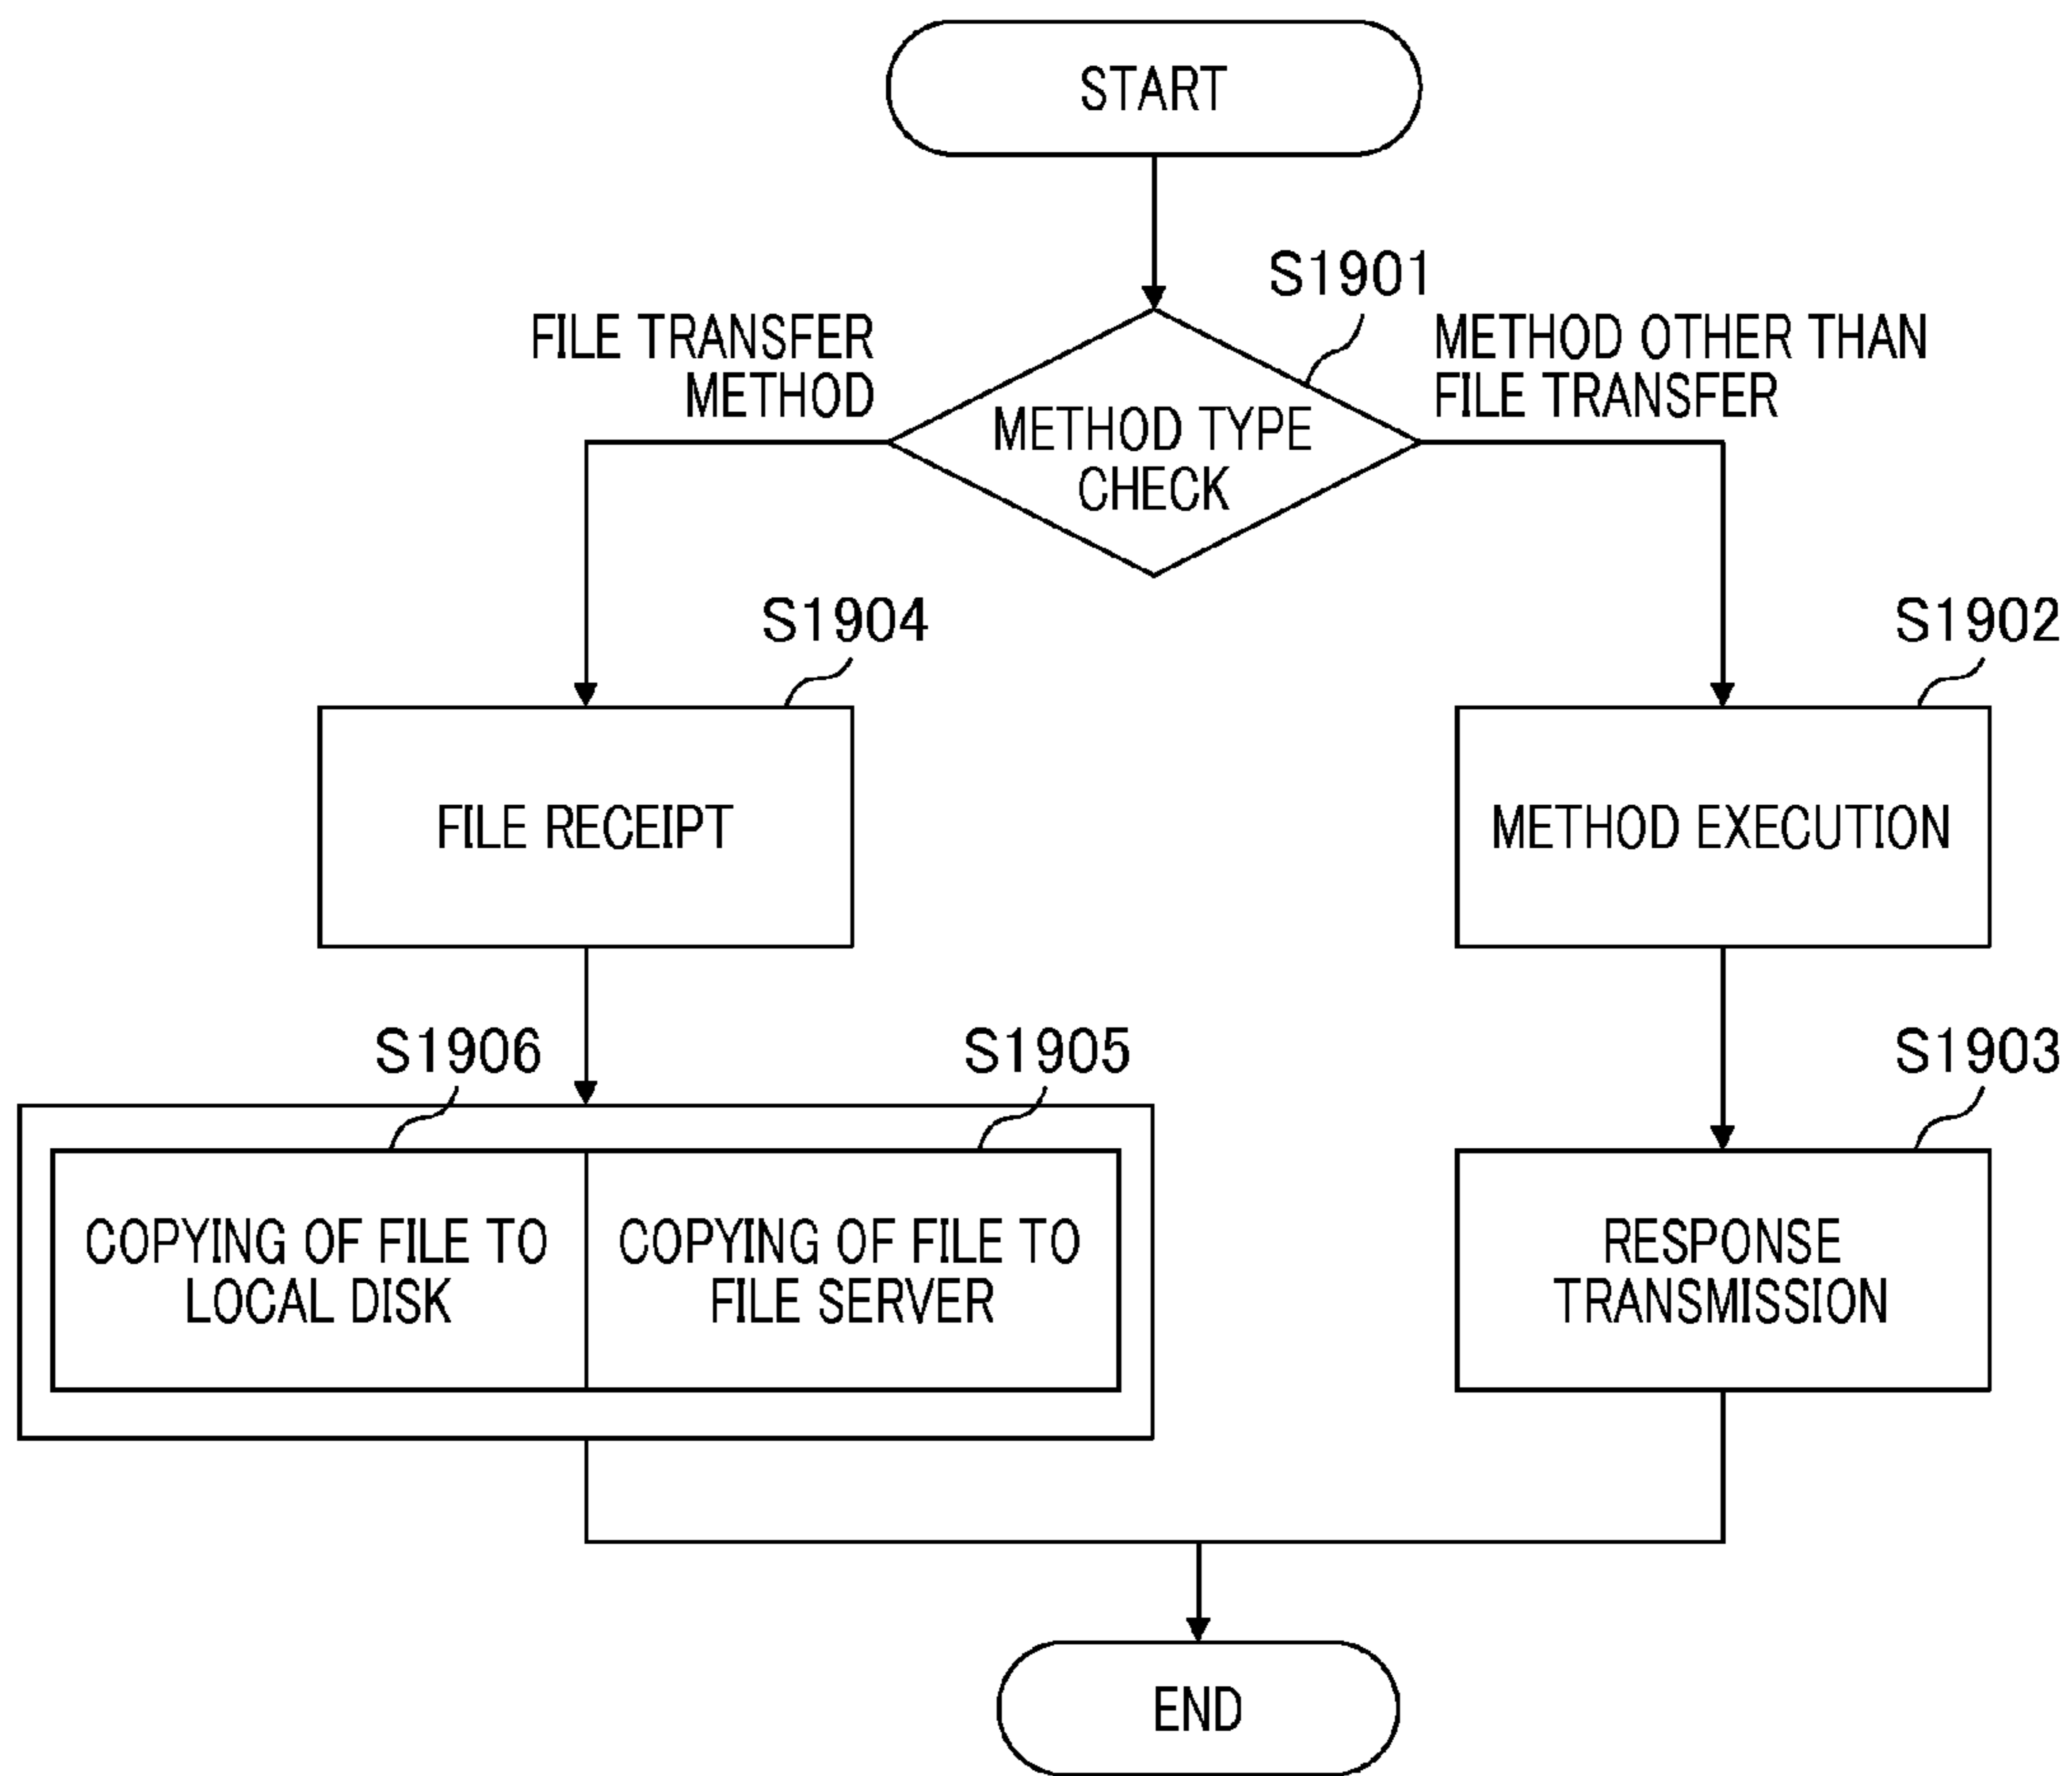 START
S1901
FILE TRANSFER
METHOD
METHOD OTHER THAN
FILE TRANSFER
METHOD TYPE
CHECK
S1904
S1902
FILE RECEIPT
METHOD EXECUTION
S1906
S1905
S1903
COPYING OF FILE TO
LOCAL DISK
COPYING OF FILE TO
FILE SERVER
RESPONSE
TRANSMISSION
END